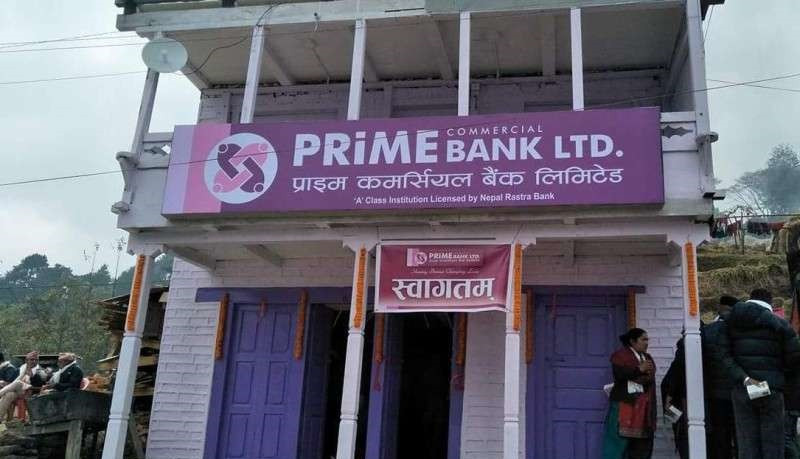 PRiME COMMERCIAL BANK LTD.
प्राइम कमर्सियल बैंक लिमिटेड
'A' Class Institution Licensed by Nepal Rastra Bank
PRiME BANK LTD.
स्वागतम्